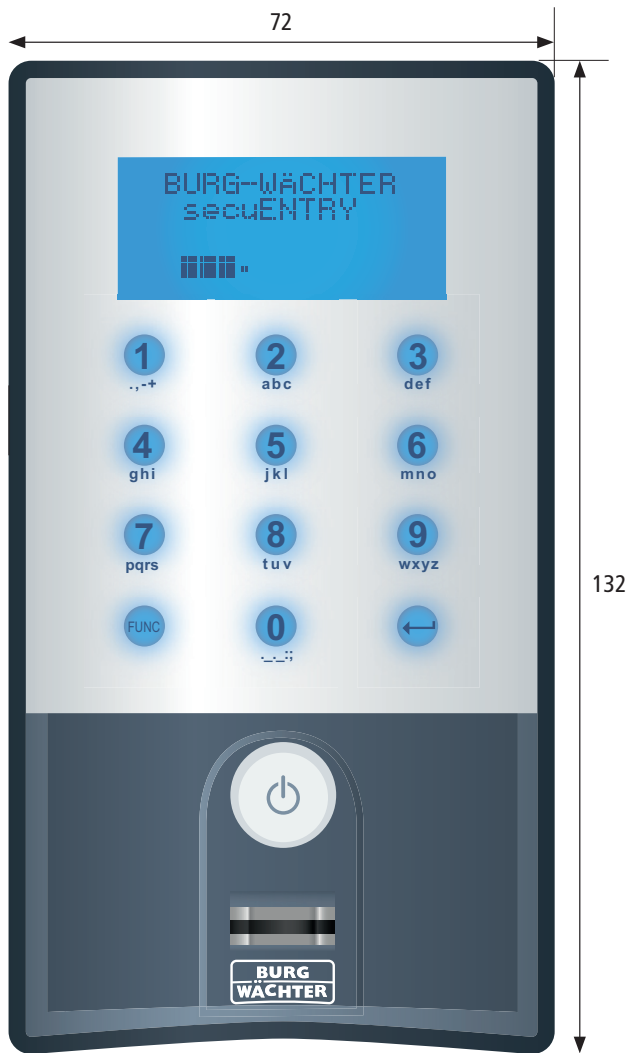 72
BURG-WÄCHTER
secuENTRY
1 2 3
.,-+ abc def
4 5 6
ghi jkl mno
7 8 9
pqrs tuv wxyz
FUNC 0
._._:;
132
BURG
WÄCHTER